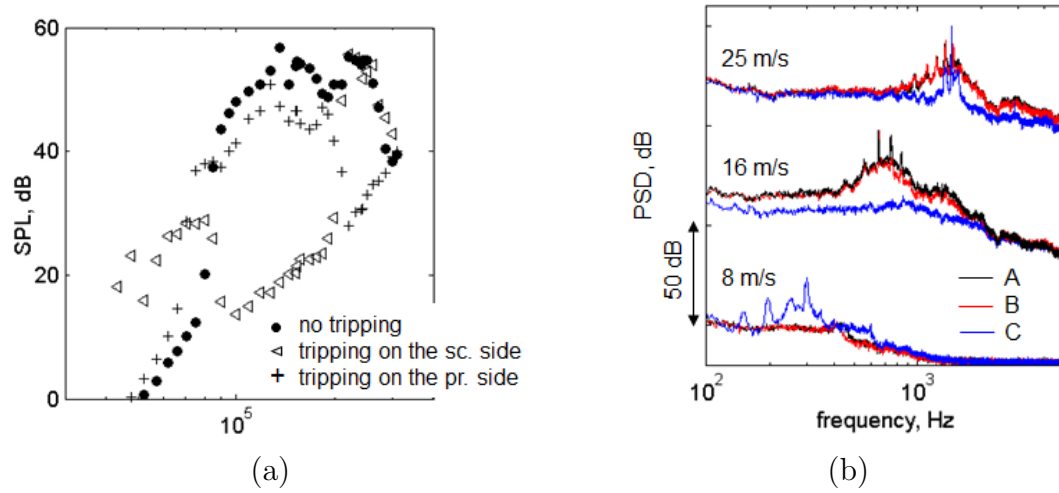 60
40
20
0
SPL, dB
no tripping
tripping on the sc. side
tripping on the pr. side
10^5
(a)
b)
25 m/s
16 m/s
8 m/s
PSD, dB
50 dB
A
B
C
10^2
10^3
frequency, Hz
(b)